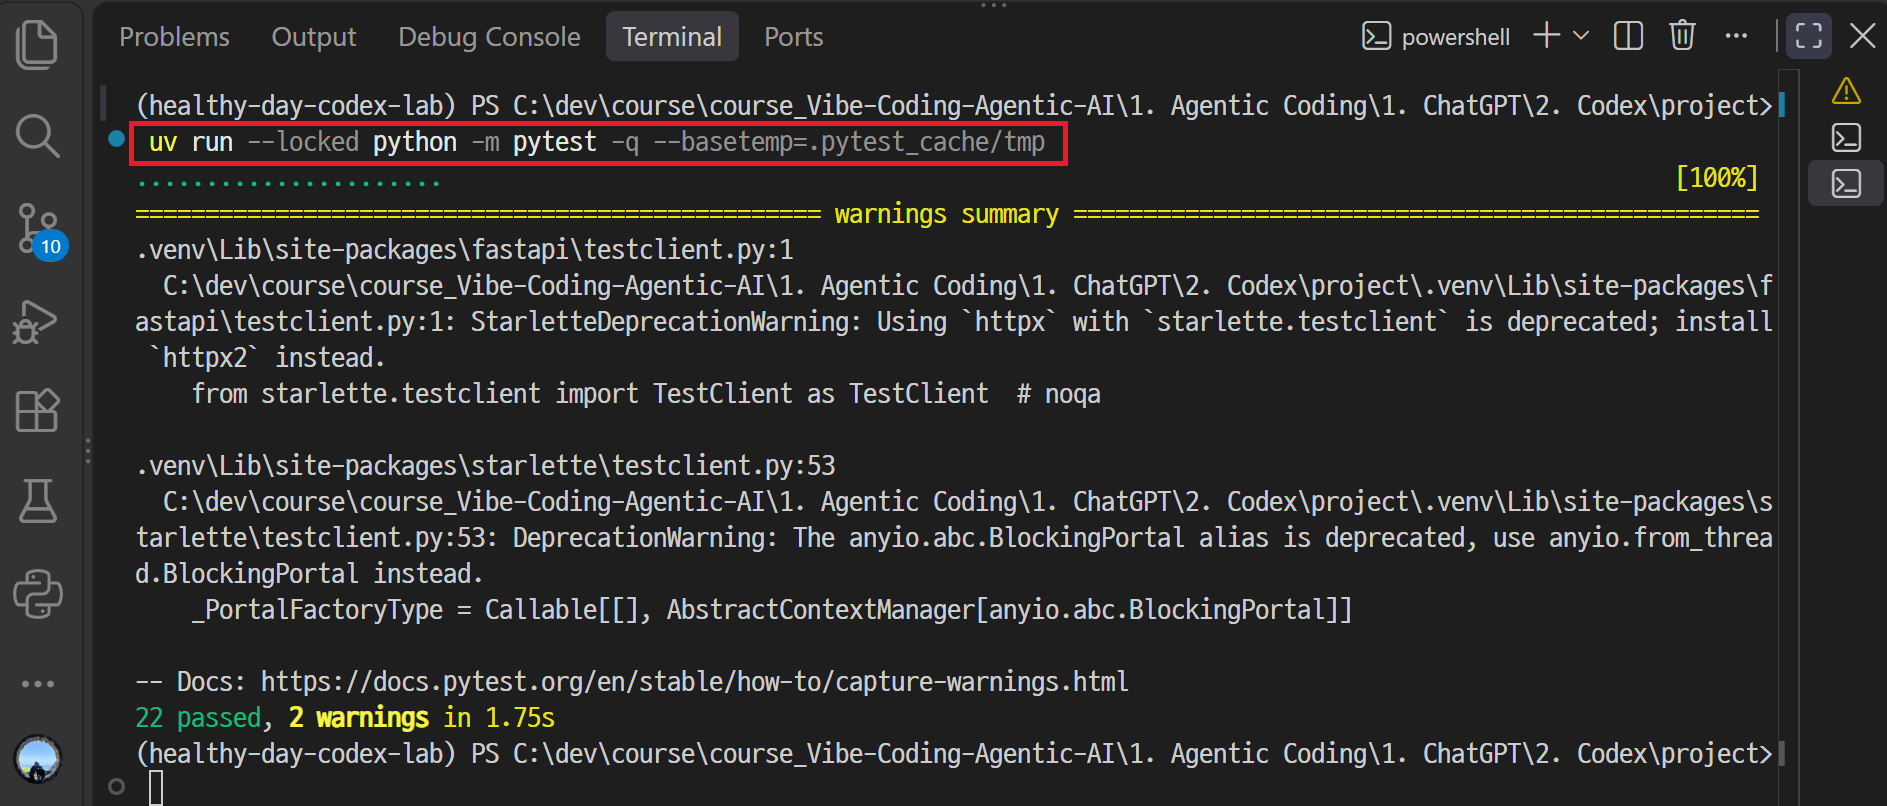 Problems Output Debug Console Terminal Ports powershell
(healthy-day-codex-lab) PS C:\dev\course\course_Vibe-Coding-Agentic-AI\1. Agentic Coding\1. ChatGPT\2. Codex\project>
uv run --locked python -m pytest -q --basetemp=.pytest_cache/tmp
...................... [100%]
================================================= warnings summary =================================================
.venv\Lib\site-packages\fastapi\testclient.py:1
C:\dev\course\course_Vibe-Coding-Agentic-AI\1. Agentic Coding\1. ChatGPT\2. Codex\project\.venv\Lib\site-packages\f
astapi\testclient.py:1: StarletteDeprecationWarning: Using `httpx` with `starlette.testclient` is deprecated; install
`httpx2` instead.
from starlette.testclient import TestClient as TestClient  # noqa
.venv\Lib\site-packages\starlette\testclient.py:53
C:\dev\course\course_Vibe-Coding-Agentic-AI\1. Agentic Coding\1. ChatGPT\2. Codex\project\.venv\Lib\site-packages\s
tarlette\testclient.py:53: DeprecationWarning: The anyio.abc.BlockingPortal alias is deprecated, use anyio.from_threa
d.BlockingPortal instead.
_PortalFactoryType = Callable[[], AbstractContextManager[anyio.abc.BlockingPortal]]
-- Docs: https://docs.pytest.org/en/stable/how-to/capture-warnings.html
22 passed, 2 warnings in 1.75s
(healthy-day-codex-lab) PS C:\dev\course\course_Vibe-Coding-Agentic-AI\1. Agentic Coding\1. ChatGPT\2. Codex\project>
10